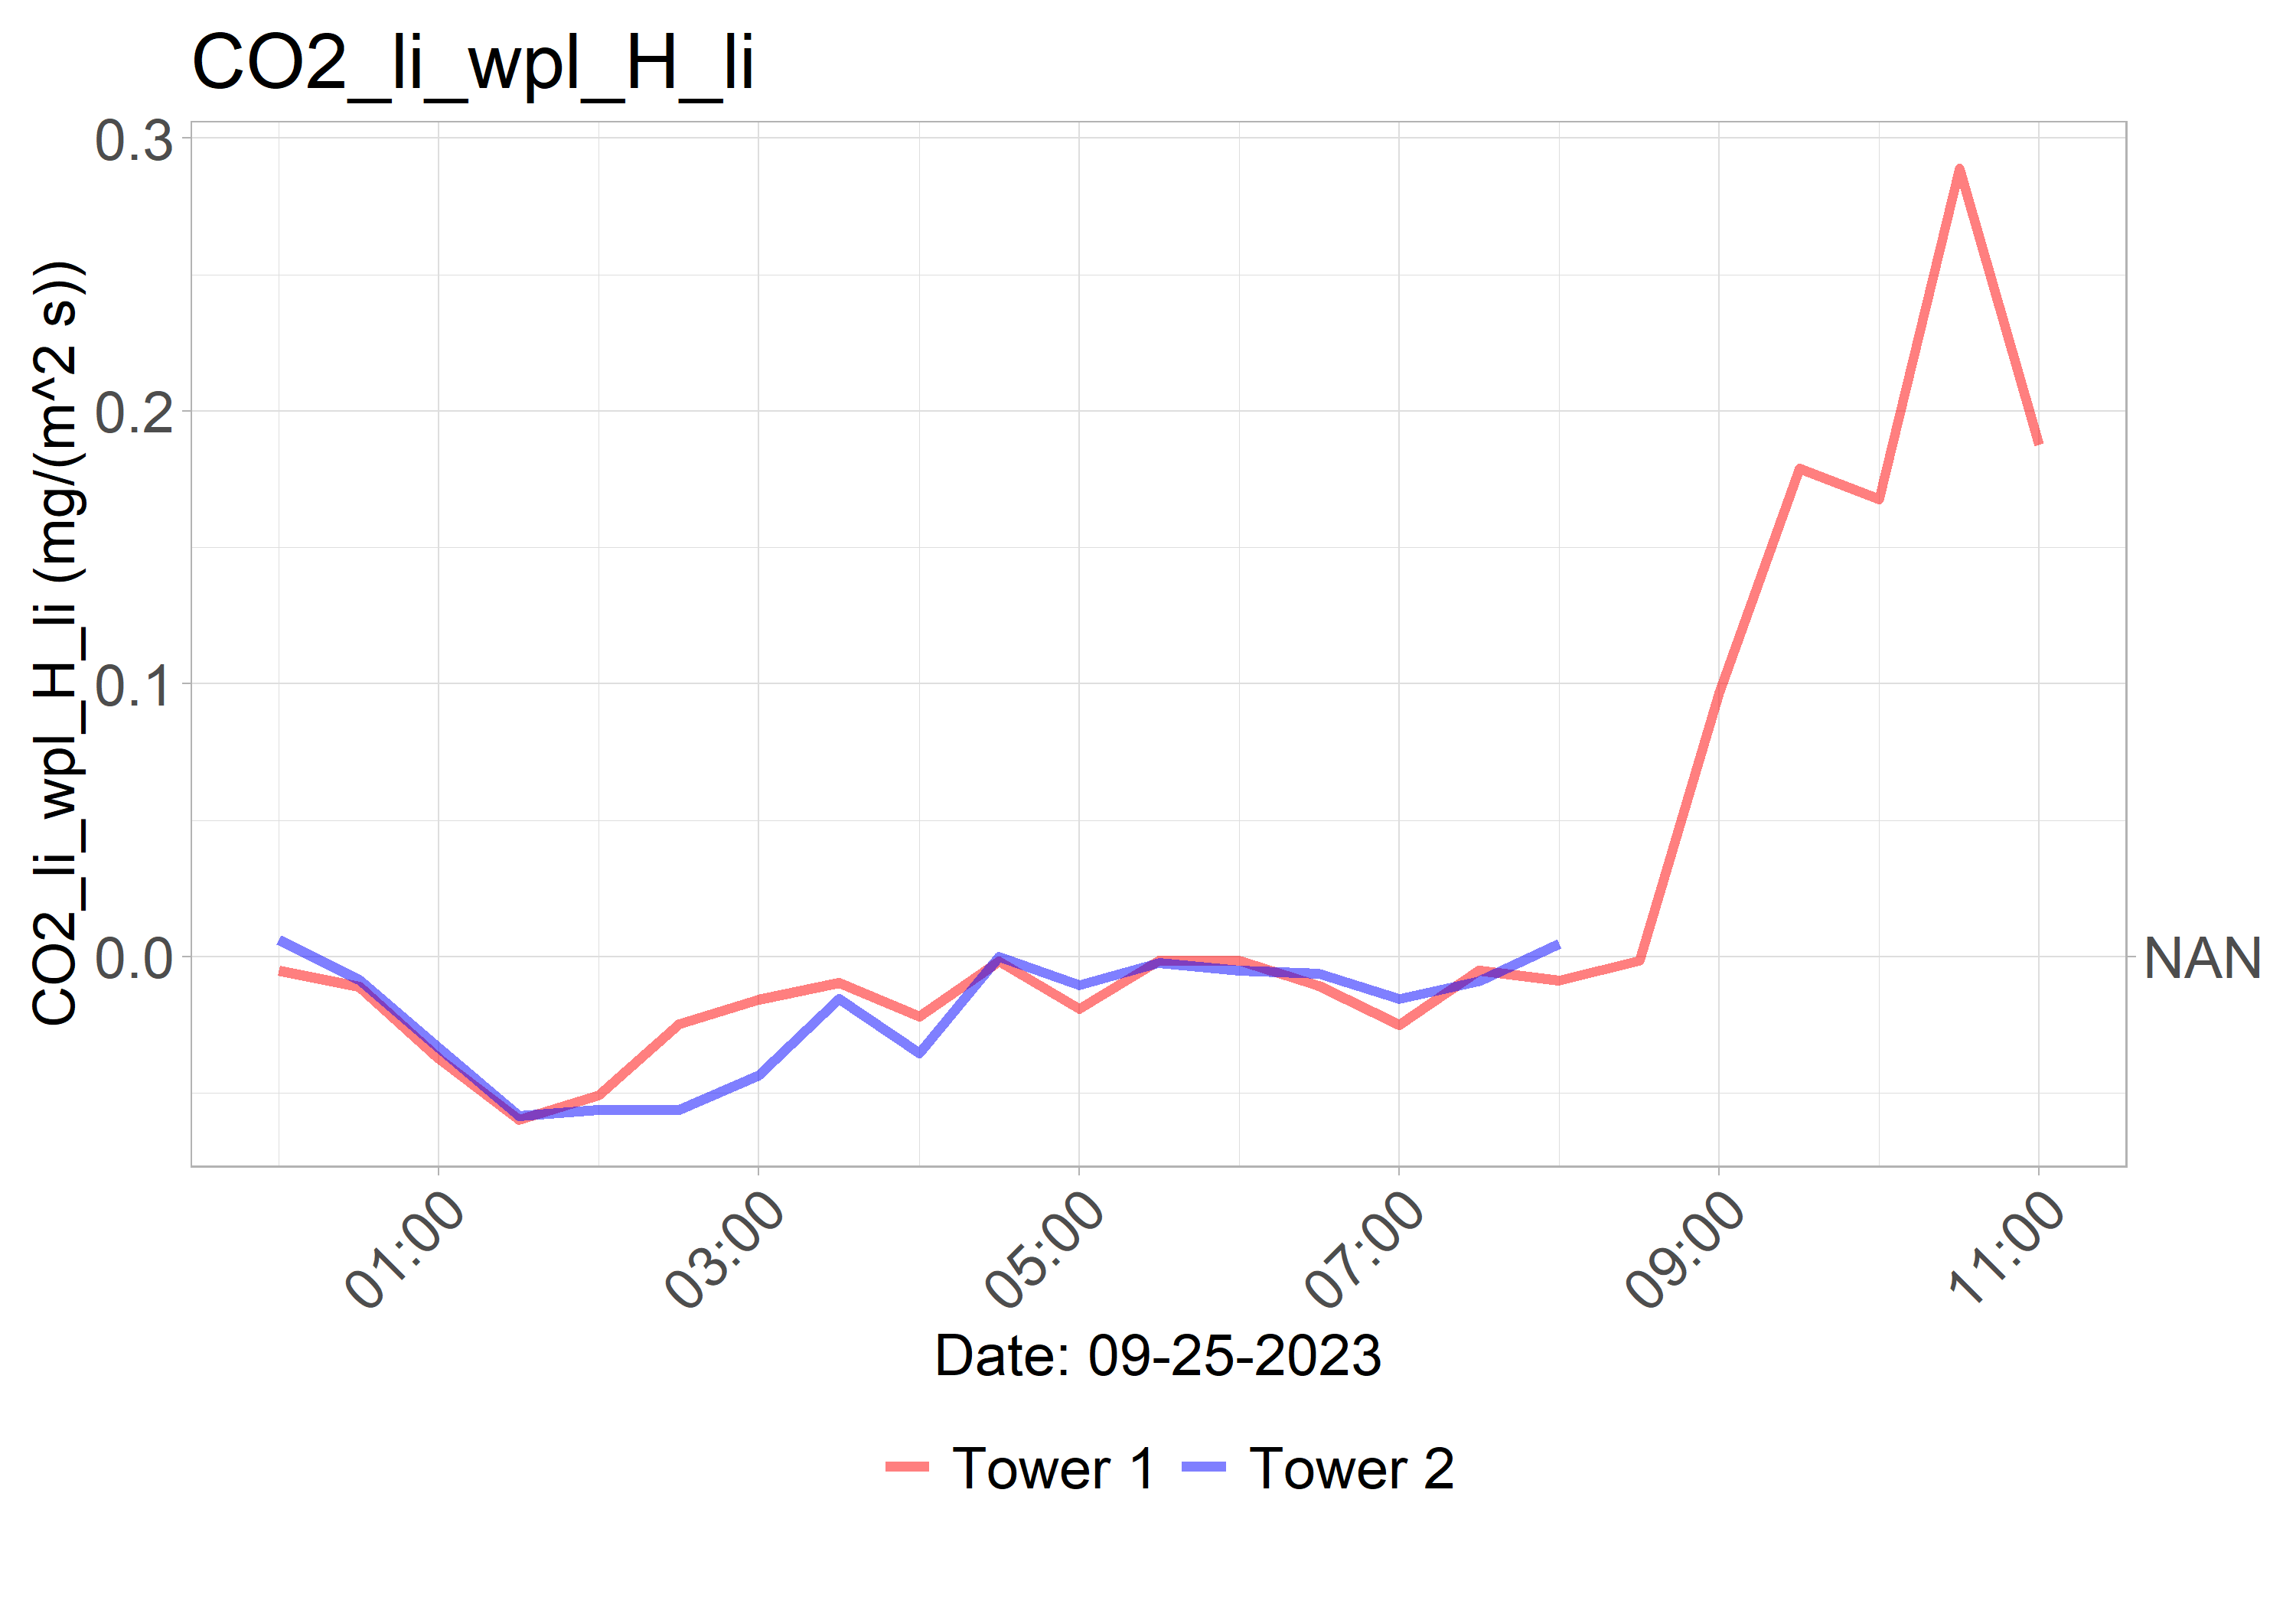 CO2_li_wpl_H_li
CO2_li_wpl_H_li (mg/(m^2 s))
0.3
0.2
0.1
0.0
NAN
01:00
03:00
05:00
07:00
09:00
11:00
Date: 09-25-2023
Tower 1
Tower 2